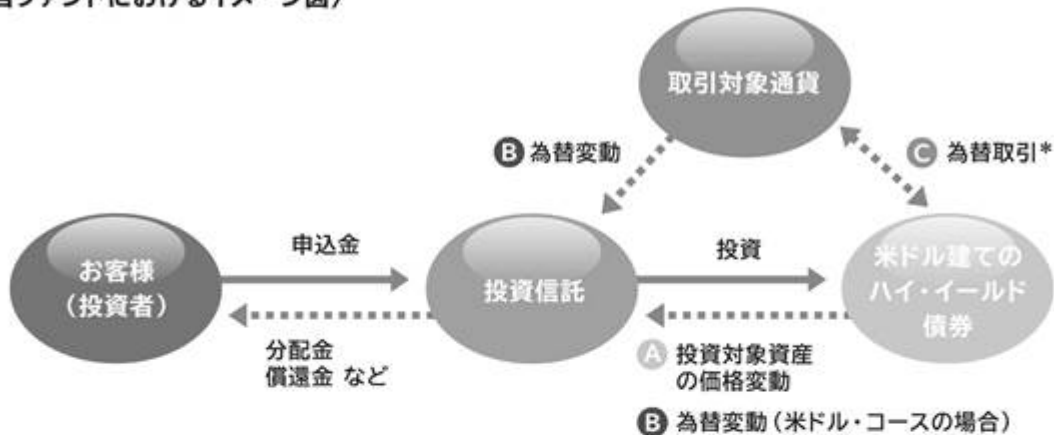 取引対象通貨
B 為替変動
C 為替取引*
お客様
(投資者)
申込金
投資信託
投資
米ドル建ての
ハイ・イールド
債券
分配金
償還金 など
A 投資対象資産
の価格変動
B 為替変動(米ドル・コースの場合)